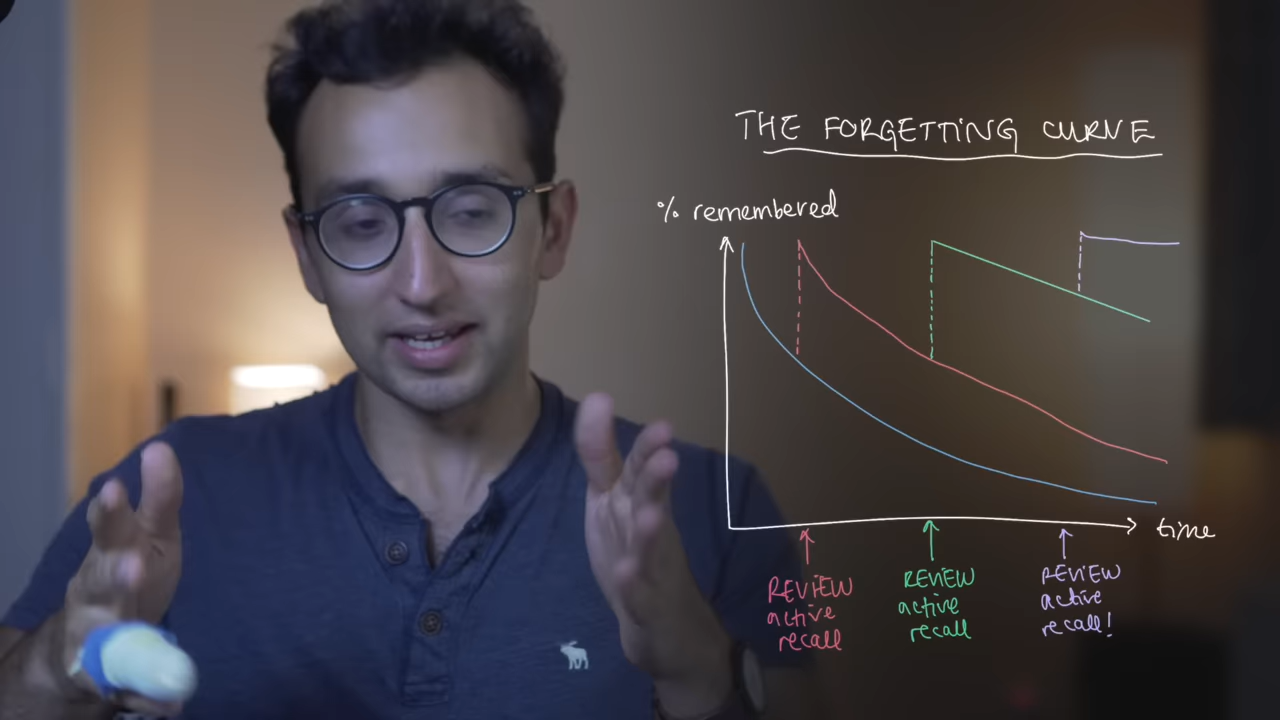 THE FORGETTING CURVE
% remembered
time
REVIEW
active
recall
REVIEW
active
recall
REVIEW
active
recall!